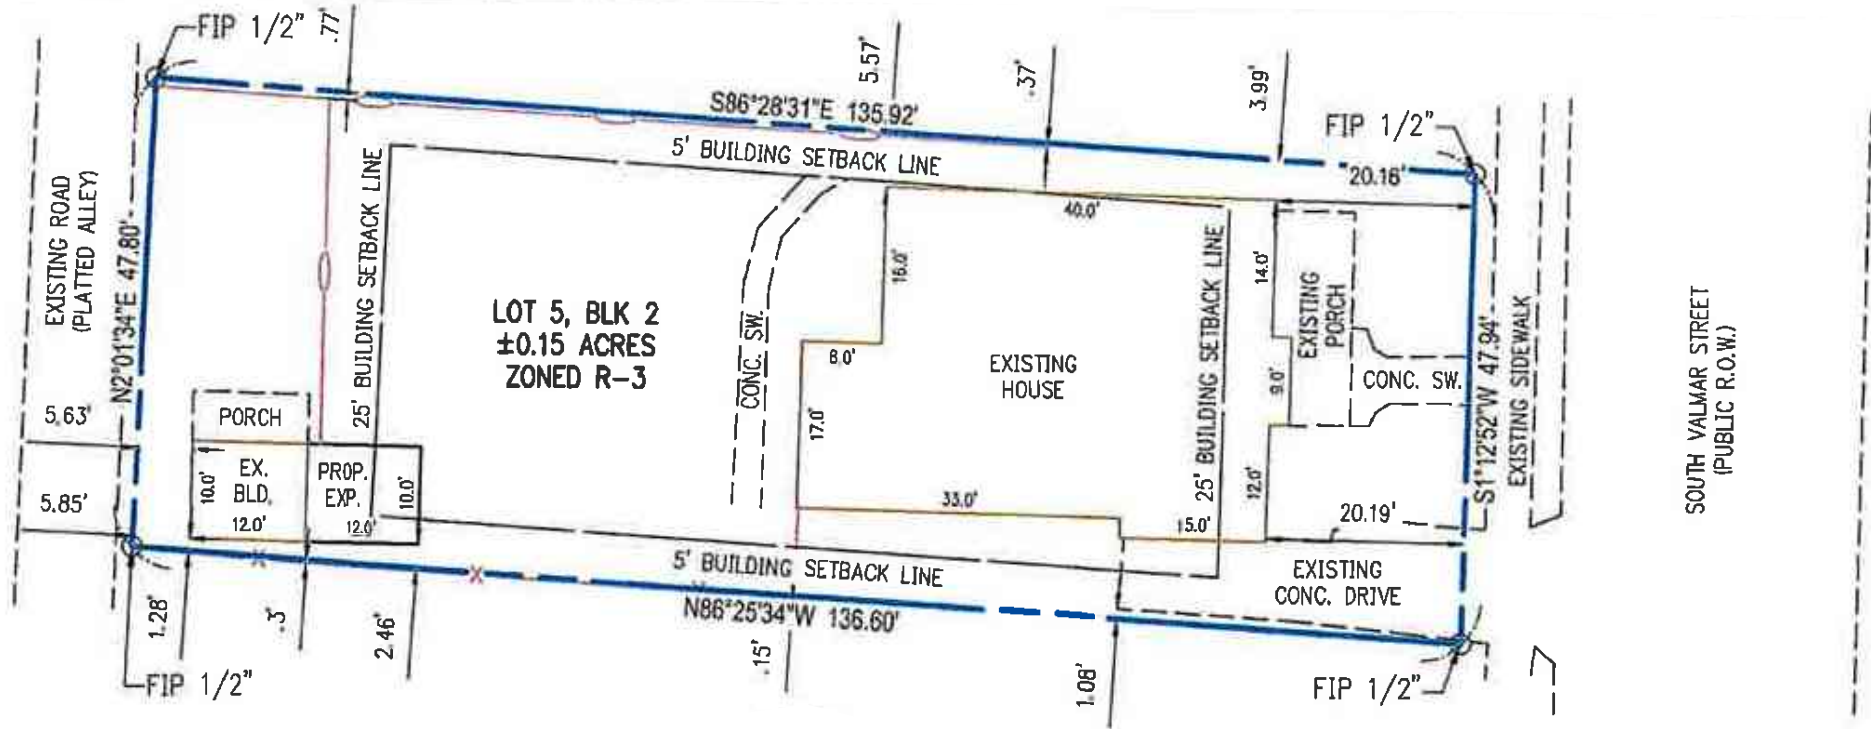 FIP 1/2"
.77'
5.57'
.37'
3.99'
FIP 1/2"
S86°28'31"E 135.92'
5' BUILDING SETBACK LINE
20.16'
40.0'
EXISTING ROAD
(PLATTED ALLEY)
N2°01'34"E 47.80'
25' BUILDING SETBACK LINE
LOT 5, BLK 2
±0.15 ACRES
ZONED R-3
CONC. SW.
16.0'
8.0'
17.0'
EXISTING
HOUSE
33.0'
15.0'
25' BUILDING SETBACK LINE
14.0'
9.0'
12.0'
EXISTING
PORCH
CONC. SW.
S1°12'52"W 47.94'
EXISTING SIDEWALK
SOUTH VALMAR STREET
(PUBLIC R.O.W.)
5.63'
5.85'
PORCH
10.0'
EX.
BLD.
12.0'
PROP.
EXP.
12.0'
10.0'
20.19'
5' BUILDING SETBACK LINE
N86°25'34"W 136.60'
EXISTING
CONC. DRIVE
1.28'
.3'
2.46'
.15'
1.08'
FIP 1/2"
FIP 1/2"